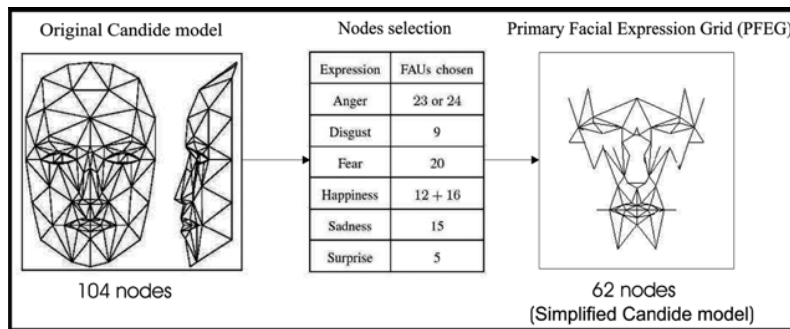 Original Candide model
Nodes selection
Primary Facial Expression Grid (PFEG)
Expression FAUs chosen
Anger 23 or 24
Disgust 9
Fear 20
Happiness 12 + 16
Sadness 15
Surprise 5
104 nodes
62 nodes
(Simplified Candide model)